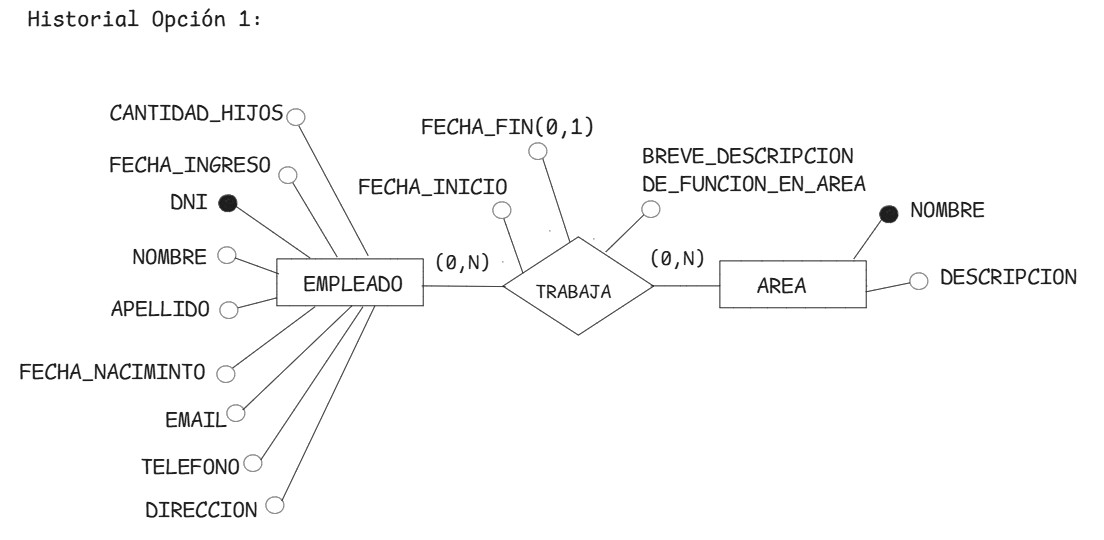 Historial Opción 1:
CANTIDAD_HIJOS
FECHA_INGRESO
DNI
NOMBRE
APELLIDO
FECHA_NACIMINTO
EMAIL
TELEFONO
DIRECCION
EMPLEADO
(0,N)
FECHA_INICIO
FECHA_FIN(0,1)
BREVE_DESCRIPCION
DE_FUNCION_EN_AREA
TRABAJA
(0,N)
AREA
NOMBRE
DESCRIPCION